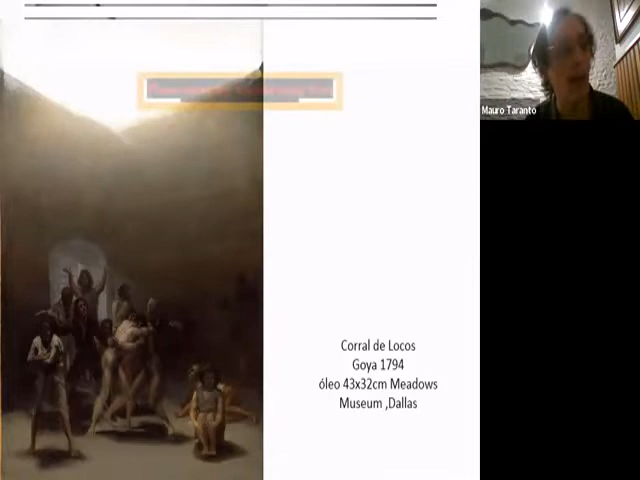 Mauro Taranto
Corral de Locos
Goya 1794
óleo 43x32cm Meadows
Museum ,Dallas